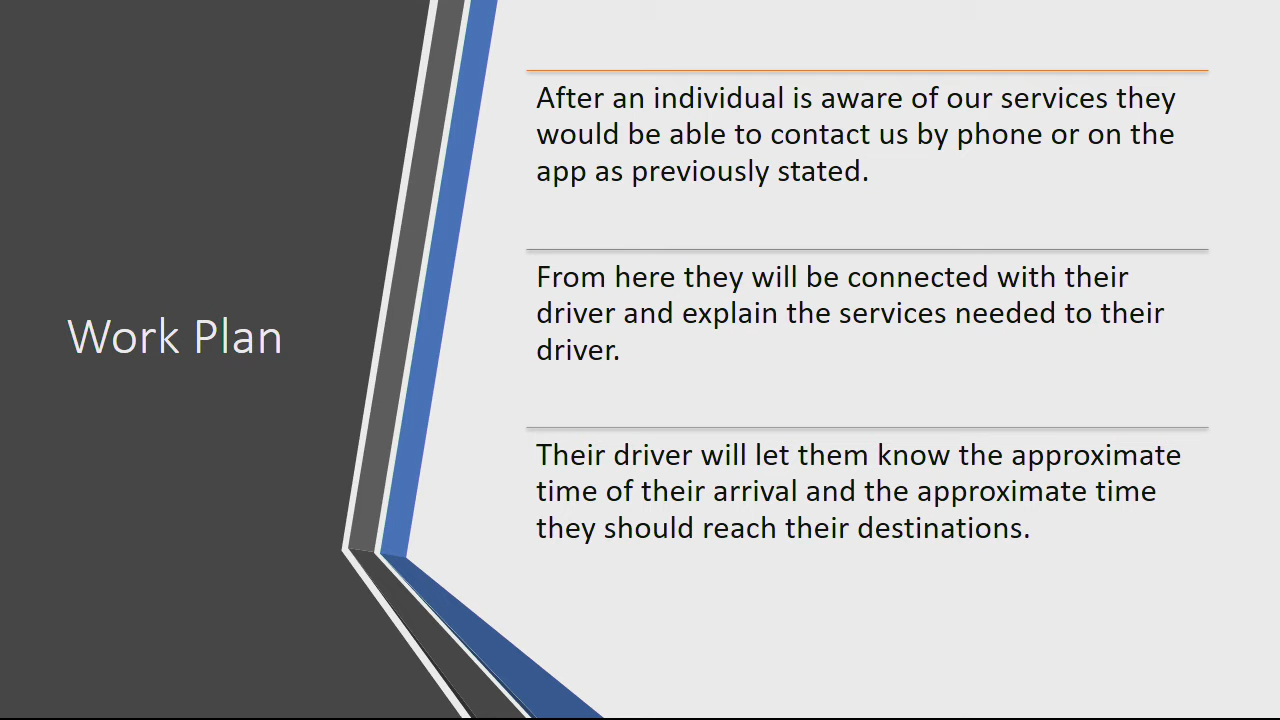 Work Plan
After an individual is aware of our services they
would be able to contact us by phone or on the
app as previously stated.
From here they will be connected with their
driver and explain the services needed to their
driver.
Their driver will let them know the approximate
time of their arrival and the approximate time
they should reach their destinations.